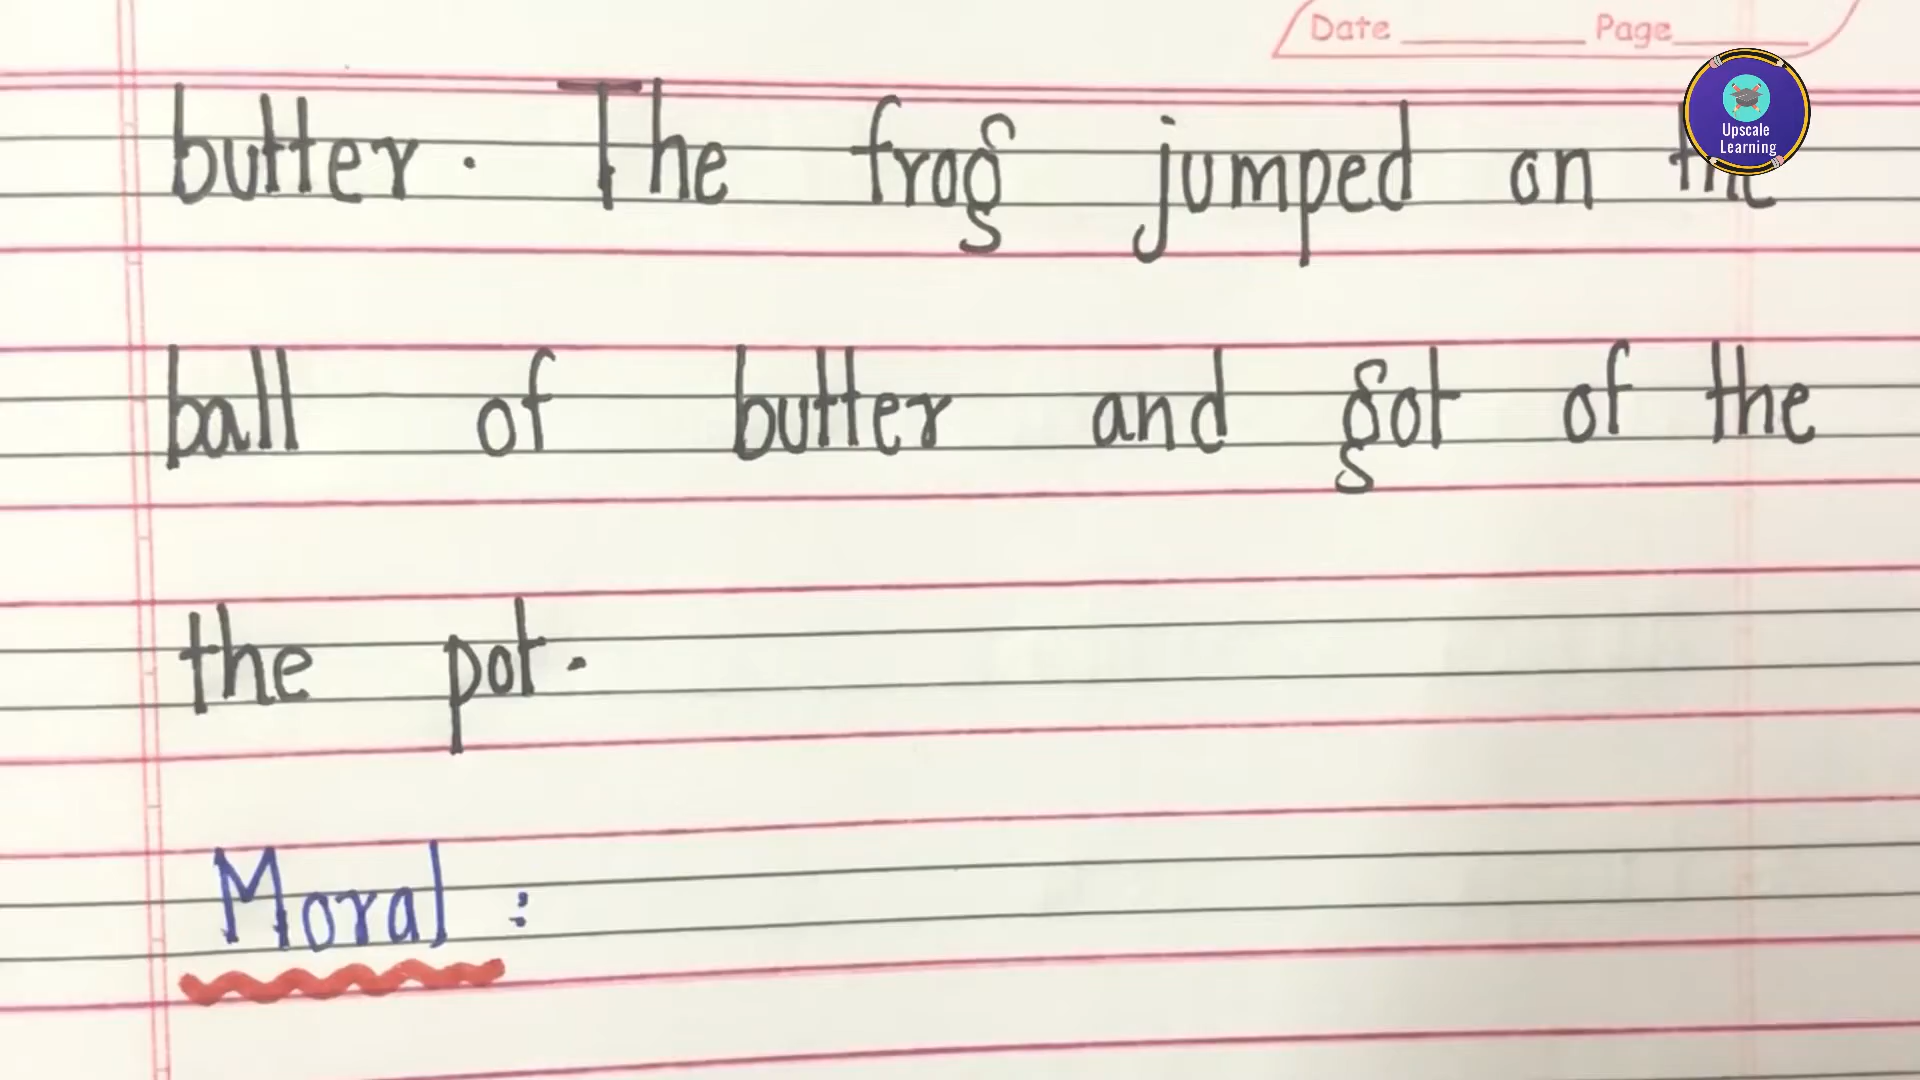 Date Page
Upscale
Learning
butter. The frog jumped on the
ball of butter and got of the
the pot.
Moral :